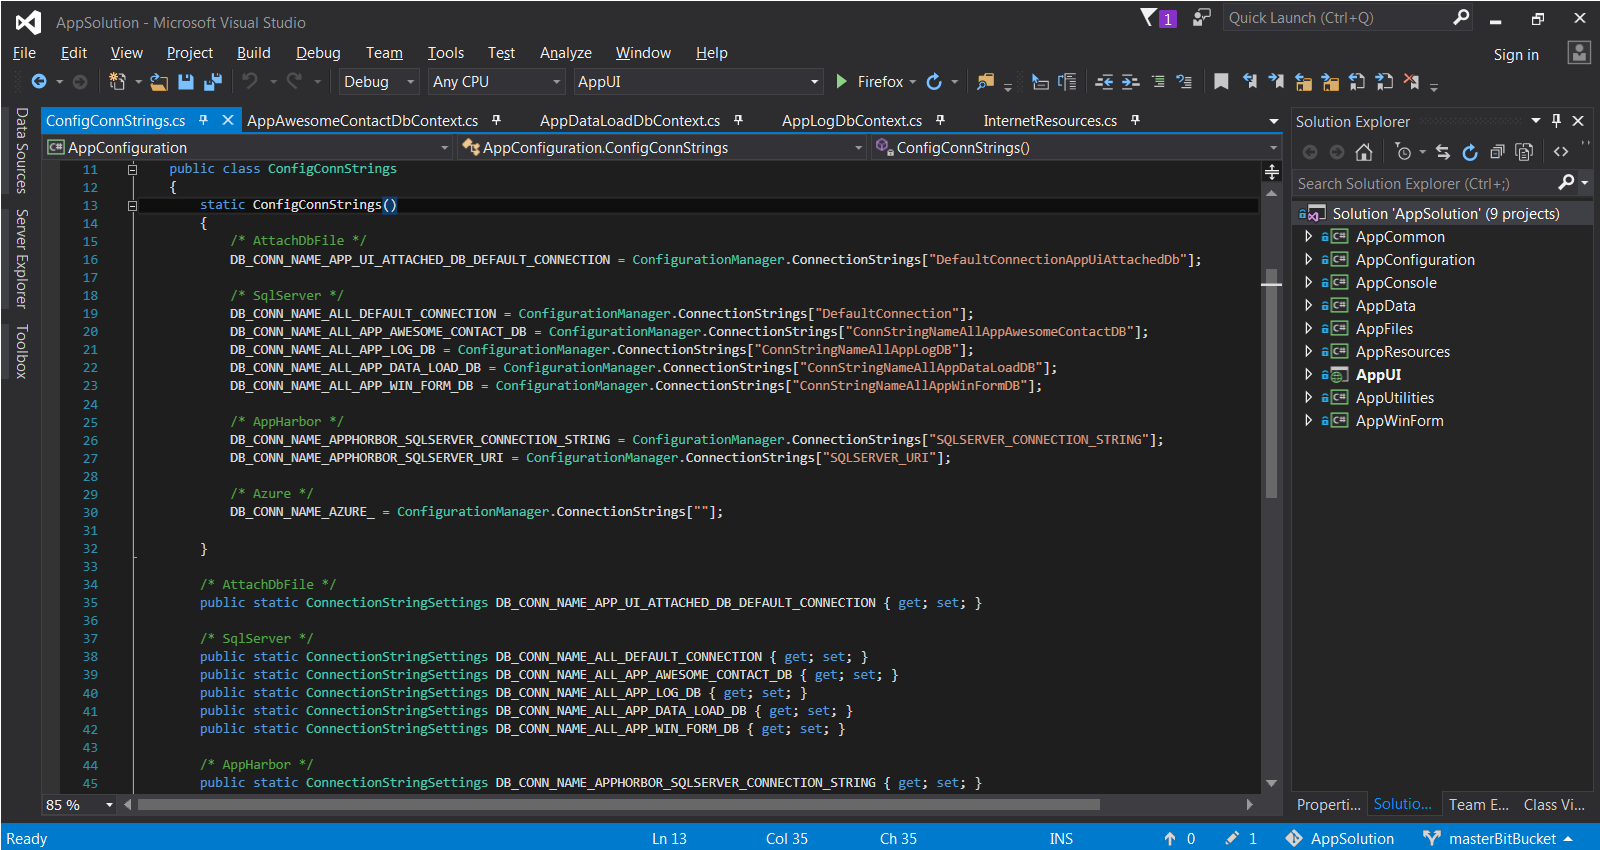 AppSolution - Microsoft Visual Studio
1
Quick Launch (Ctrl+Q)
File Edit View Project Build Debug Team Tools Test Analyze Window Help
Sign in
Debug Any CPU AppUI Firefox
Data Sources
Server Explorer
Toolbox
ConfigConnStrings.cs AppAwesomeContactDbContext.cs AppDataLoadDbContext.cs AppLogDbContext.cs InternetResources.cs
C# AppConfiguration AppConfiguration.ConfigConnStrings ConfigConnStrings()
11 public class ConfigConnStrings
12 {
13 static ConfigConnStrings()
14 {
15 /* AttachDbFile */
16 DB_CONN_NAME_APP_UI_ATTACHED_DB_DEFAULT_CONNECTION = ConfigurationManager.ConnectionStrings["DefaultConnectionAppUiAttachedDb"];
17
18 /* SqlServer */
19 DB_CONN_NAME_ALL_DEFAULT_CONNECTION = ConfigurationManager.ConnectionStrings["DefaultConnection"];
20 DB_CONN_NAME_ALL_APP_AWESOME_CONTACT_DB = ConfigurationManager.ConnectionStrings["ConnStringNameAllAppAwesomeContactDB"];
21 DB_CONN_NAME_ALL_APP_LOG_DB = ConfigurationManager.ConnectionStrings["ConnStringNameAllAppLogDB"];
22 DB_CONN_NAME_ALL_APP_DATA_LOAD_DB = ConfigurationManager.ConnectionStrings["ConnStringNameAllAppDataLoadDB"];
23 DB_CONN_NAME_ALL_APP_WIN_FORM_DB = ConfigurationManager.ConnectionStrings["ConnStringNameAllAppWinFormDB"];
24
25 /* AppHarbor */
26 DB_CONN_NAME_APPHORBOR_SQLSERVER_CONNECTION_STRING = ConfigurationManager.ConnectionStrings["SQLSERVER_CONNECTION_STRING"];
27 DB_CONN_NAME_APPHORBOR_SQLSERVER_URI = ConfigurationManager.ConnectionStrings["SQLSERVER_URI"];
28
29 /* Azure */
30 DB_CONN_NAME_AZURE_ = ConfigurationManager.ConnectionStrings[""];
31
32 }
33
34 /* AttachDbFile */
35 public static ConnectionStringSettings DB_CONN_NAME_APP_UI_ATTACHED_DB_DEFAULT_CONNECTION { get; set; }
36
37 /* SqlServer */
38 public static ConnectionStringSettings DB_CONN_NAME_ALL_DEFAULT_CONNECTION { get; set; }
39 public static ConnectionStringSettings DB_CONN_NAME_ALL_APP_AWESOME_CONTACT_DB { get; set; }
40 public static ConnectionStringSettings DB_CONN_NAME_ALL_APP_LOG_DB { get; set; }
41 public static ConnectionStringSettings DB_CONN_NAME_ALL_APP_DATA_LOAD_DB { get; set; }
42 public static ConnectionStringSettings DB_CONN_NAME_ALL_APP_WIN_FORM_DB { get; set; }
43
44 /* AppHarbor */
45 public static ConnectionStringSettings DB_CONN_NAME_APPHORBOR_SQLSERVER_CONNECTION_STRING { get; set; }
85 %
Solution Explorer
Search Solution Explorer (Ctrl+;)
Solution 'AppSolution' (9 projects)
C# AppCommon
C# AppConfiguration
C# AppConsole
C# AppData
C# AppFiles
C# AppResources
AppUI
C# AppUtilities
C# AppWinForm
Properti... Solutio... Team E... Class Vi...
Ready Ln 13 Col 35 Ch 35 INS 0 1 AppSolution masterBitBucket